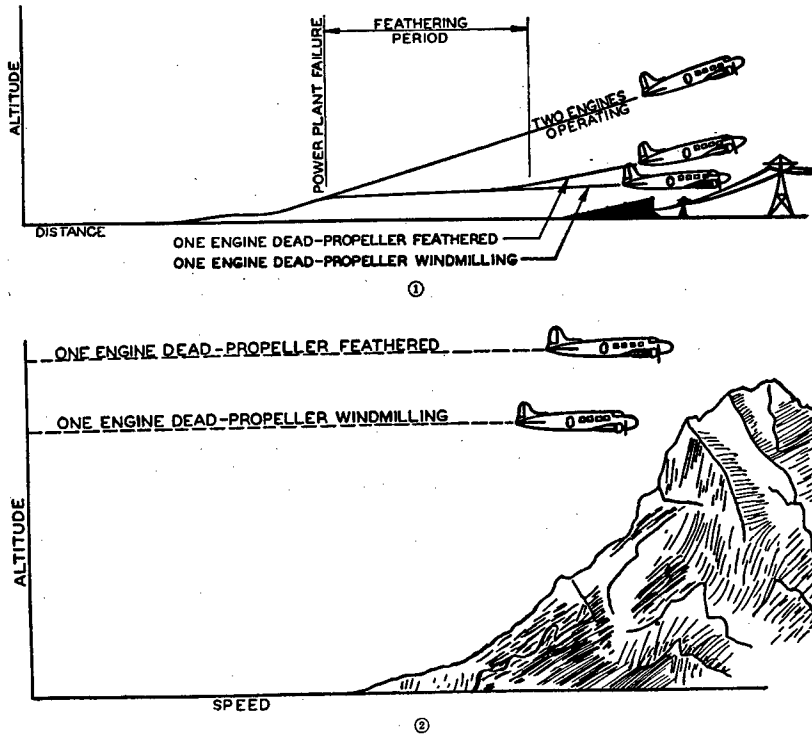 FEATHERING
PERIOD
POWER PLANT FAILURE
ALTITUDE
TWO ENGINES
OPERATING
DISTANCE
ONE ENGINE DEAD-PROPELLER FEATHERED
ONE ENGINE DEAD-PROPELLER WINDMILLING
①
ONE ENGINE DEAD-PROPELLER FEATHERED
ONE ENGINE DEAD-PROPELLER WINDMILLING
ALTITUDE
SPEED
②